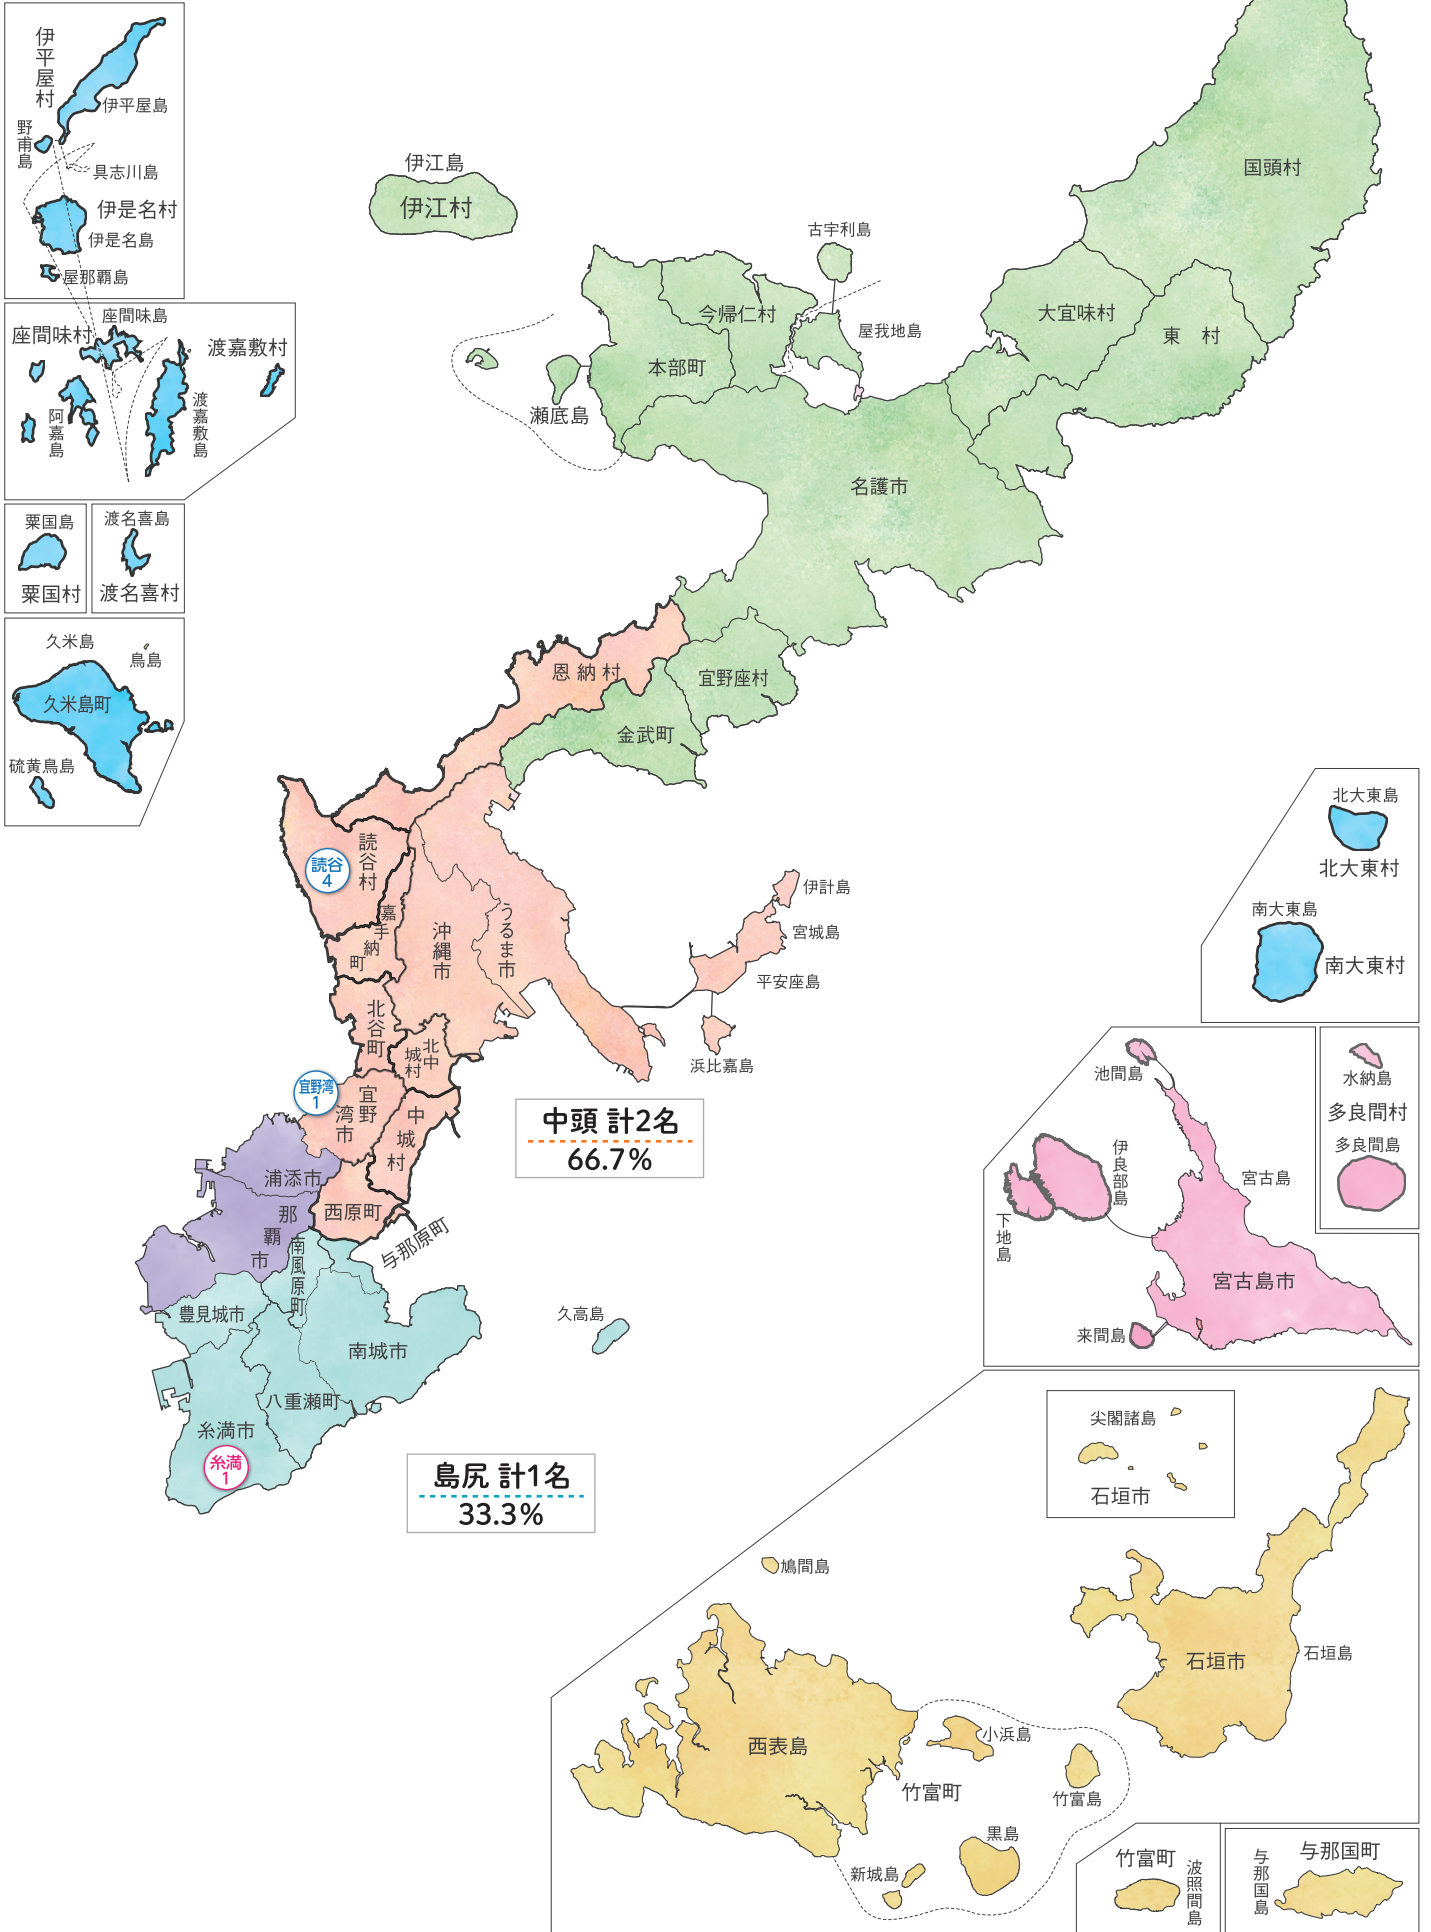 伊平屋村
伊平屋島
野甫島
具志川島
伊是名村
伊是名島
屋那覇島
座間味島
座間味村
渡嘉敷村
阿嘉島
渡嘉敷島
粟国島
粟国村
渡名喜島
渡名喜村
久米島
鳥島
久米島町
硫黄鳥島
伊江島
伊江村
古宇利島
国頭村
今帰仁村
屋我地島
大宜味村
東 村
本部町
瀬底島
名護市
恩納村
宜野座村
金武町
読谷村
読谷
4
嘉手納町
沖縄市
うるま市
伊計島
宮城島
平安座島
浜比嘉島
北谷町
北中城村
宜野湾
1
宜野湾市
中城村
中頭 計2名
66.7%
浦添市
西原町
那覇市
与那原町
南風原町
豊見城市
南城市
久高島
八重瀬町
糸満市
糸満
1
島尻 計1名
33.3%
北大東島
北大東村
南大東島
南大東村
池間島
水納島
多良間村
多良間島
伊良部島
下地島
宮古島
宮古島市
来間島
尖閣諸島
石垣市
鳩間島
石垣市
石垣島
西表島
小浜島
竹富町
竹富島
黒島
新城島
竹富町
波照間島
与那国町
与那国島